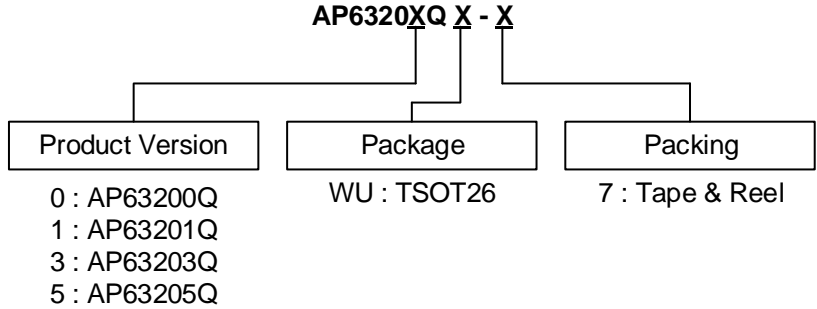 AP6320XQ X - X
Product Version
Package
Packing
0 : AP63200Q
1 : AP63201Q
3 : AP63203Q
5 : AP63205Q
WU : TSOT26
7 : Tape & Reel